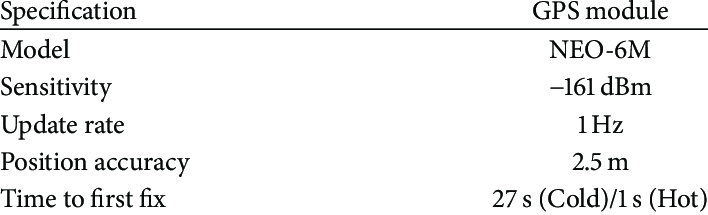 Specification GPS module
Model NEO-6M
Sensitivity −161 dBm
Update rate 1 Hz
Position accuracy 2.5 m
Time to first fix 27 s (Cold)/1 s (Hot)